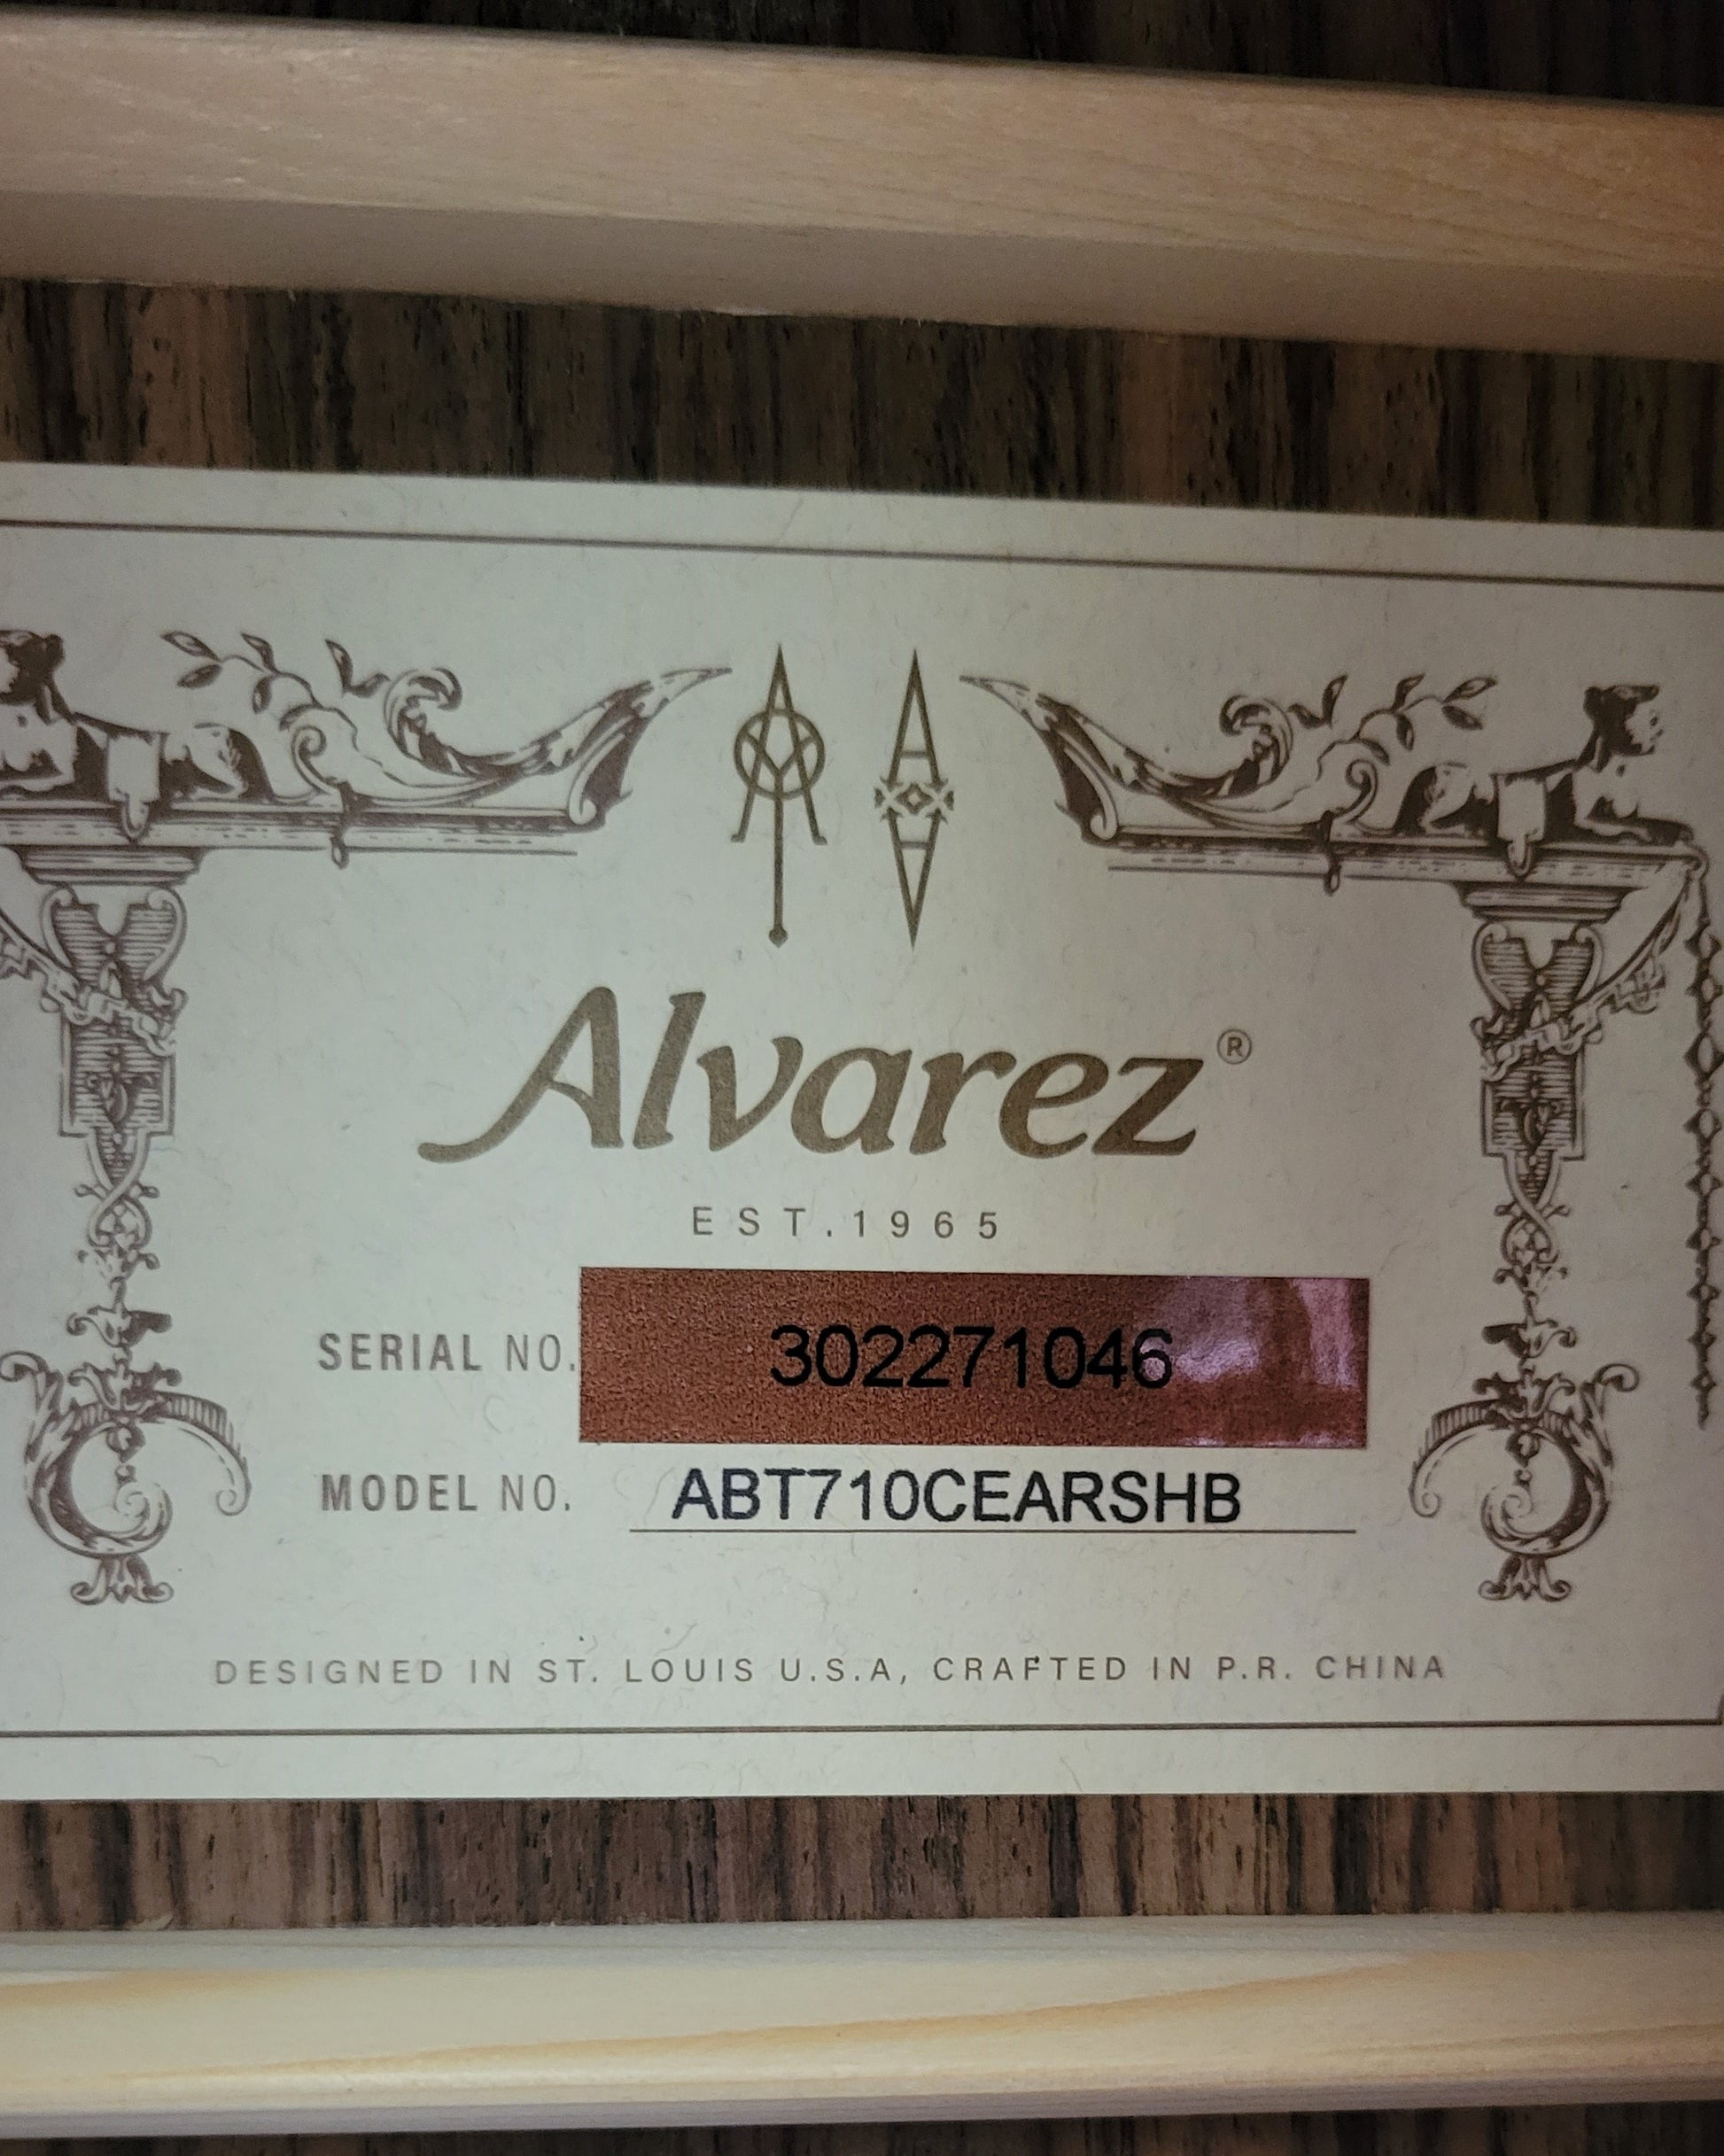 Alvarez®
EST.1965
SERIAL NO. 302271046
MODEL NO. ABT710CEARSHB
DESIGNED IN ST. LOUIS U.S.A, CRAFTED IN P.R. CHINA